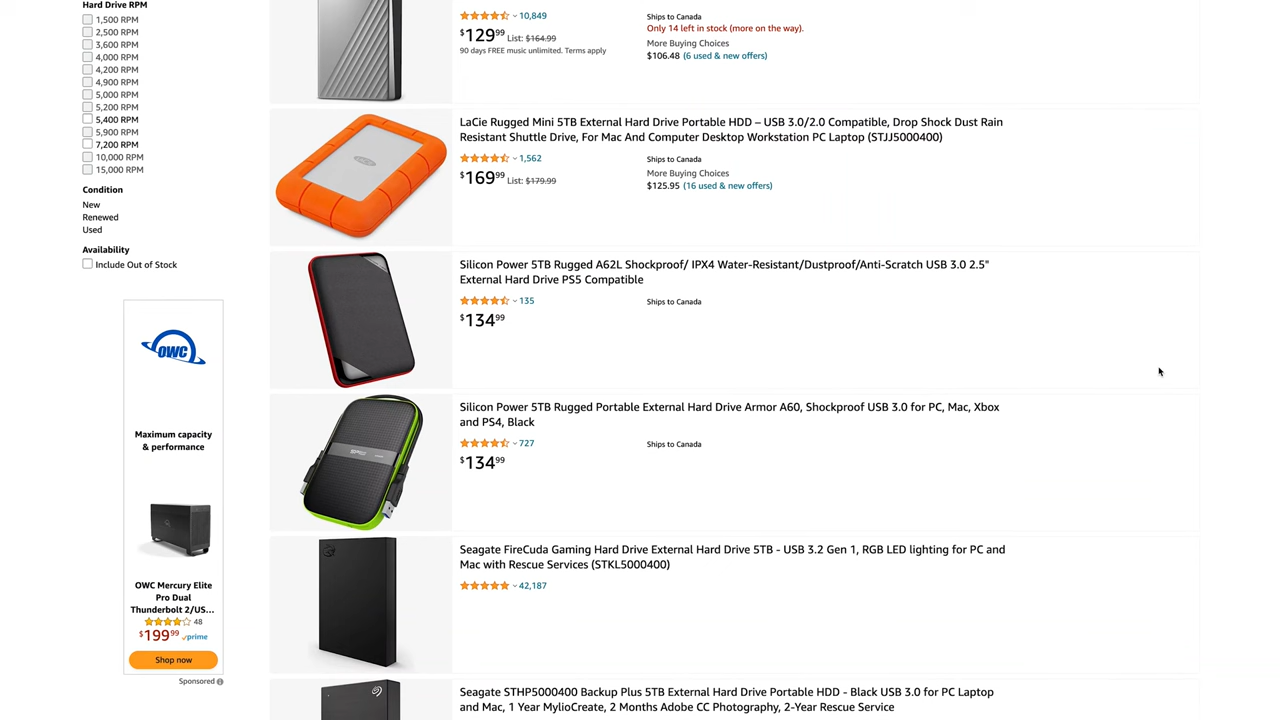 Hard Drive RPM
1,500 RPM
2,500 RPM
3,600 RPM
4,000 RPM
4,200 RPM
4,900 RPM
5,000 RPM
5,200 RPM
5,400 RPM
5,900 RPM
7,200 RPM
10,000 RPM
15,000 RPM
Condition
New
Renewed
Used
Availability
Include Out of Stock
OWC
Maximum capacity
& performance
OWC Mercury Elite
Pro Dual
Thunderbolt 2/US...
48
$199.99 prime
Shop now
Sponsored
10,849
$129.99 List: $164.99
90 days FREE music unlimited. Terms apply
Ships to Canada
Only 14 left in stock (more on the way).
More Buying Choices
$106.48 (6 used & new offers)
LaCie Rugged Mini 5TB External Hard Drive Portable HDD – USB 3.0/2.0 Compatible, Drop Shock Dust Rain
Resistant Shuttle Drive, For Mac And Computer Desktop Workstation PC Laptop (STJJ5000400)
1,562
$169.99 List: $179.99
Ships to Canada
More Buying Choices
$125.95 (16 used & new offers)
Silicon Power 5TB Rugged A62L Shockproof/ IPX4 Water-Resistant/Dustproof/Anti-Scratch USB 3.0 2.5"
External Hard Drive PS5 Compatible
135
$134.99
Ships to Canada
Silicon Power 5TB Rugged Portable External Hard Drive Armor A60, Shockproof USB 3.0 for PC, Mac, Xbox
and PS4, Black
727
$134.99
Ships to Canada
Seagate FireCuda Gaming Hard Drive External Hard Drive 5TB - USB 3.2 Gen 1, RGB LED lighting for PC and
Mac with Rescue Services (STKL5000400)
42,187
Seagate STHP5000400 Backup Plus 5TB External Hard Drive Portable HDD - Black USB 3.0 for PC Laptop
and Mac, 1 Year MylioCreate, 2 Months Adobe CC Photography, 2-Year Rescue Service